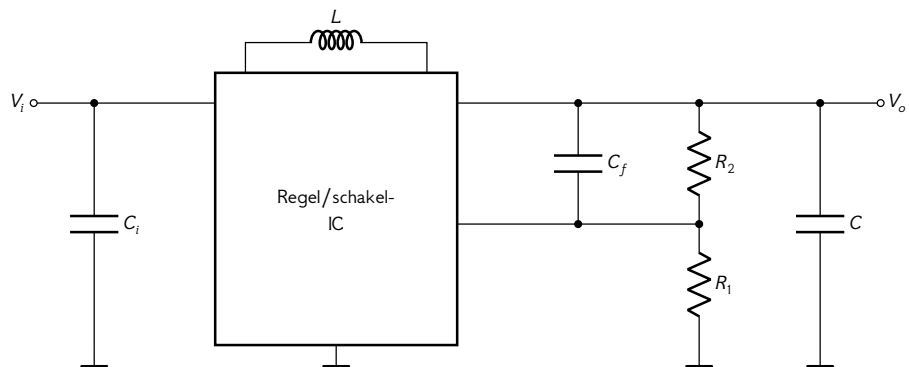 L
V_i
V_o
C_f
R_2
Regel/schakel-
IC
C_i
C
R_1